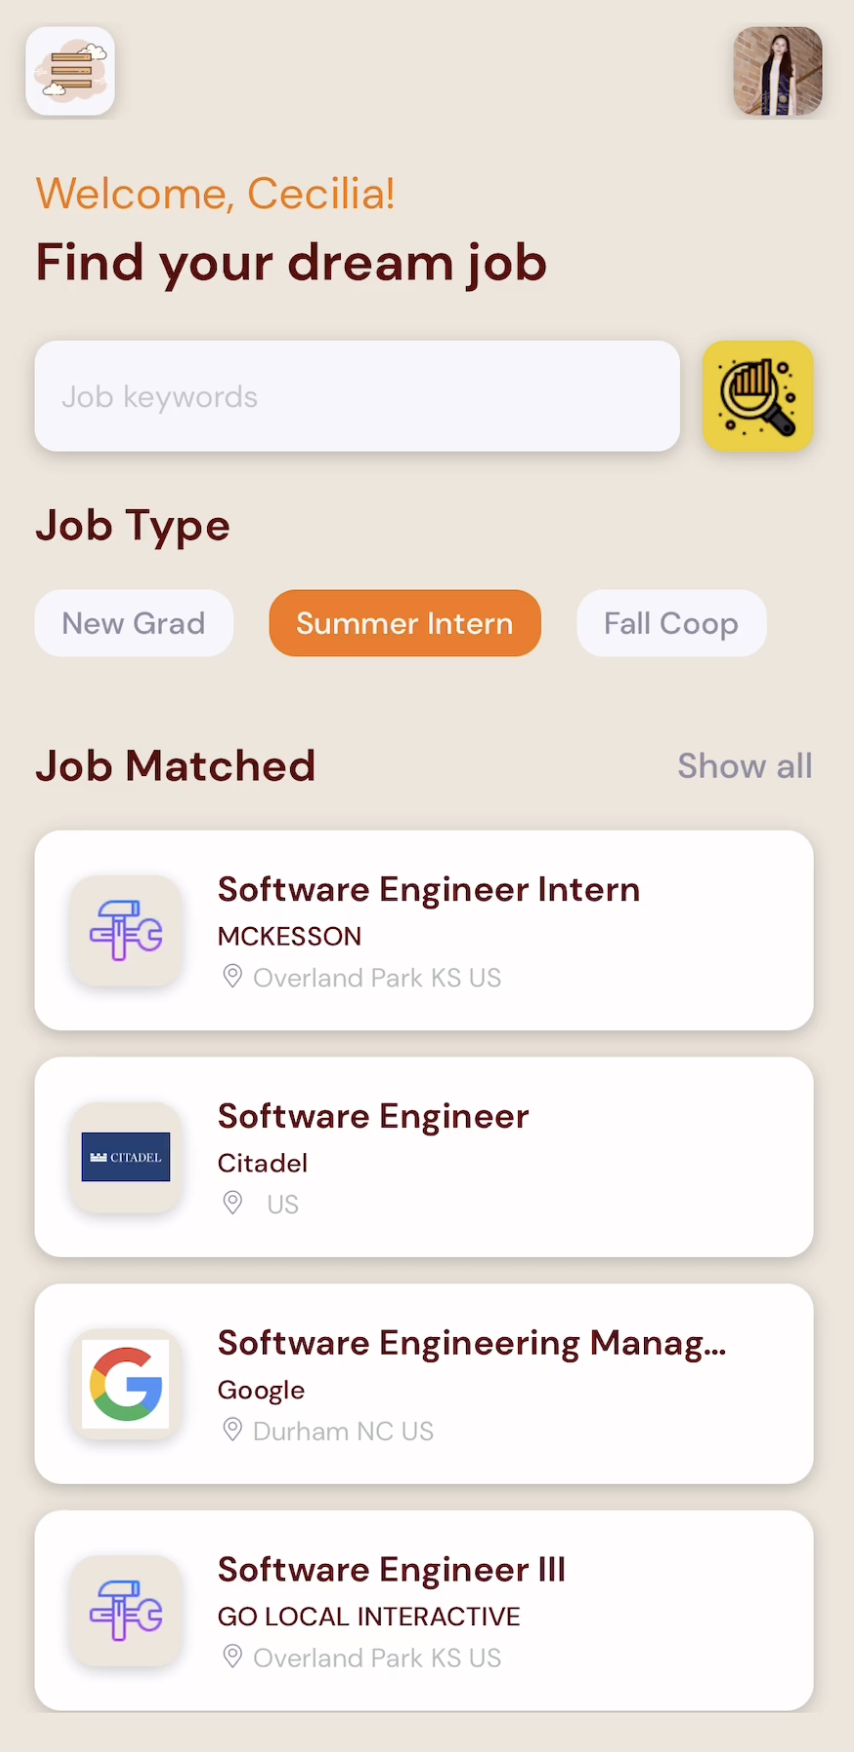 Welcome, Cecilia!
Find your dream job
Job keywords
Job Type
New Grad
Summer Intern
Fall Coop
Job Matched
Show all
Software Engineer Intern
MCKESSON
Overland Park KS US
CITADEL
Software Engineer
Citadel
US
Software Engineering Manag...
Google
Durham NC US
Software Engineer III
GO LOCAL INTERACTIVE
Overland Park KS US